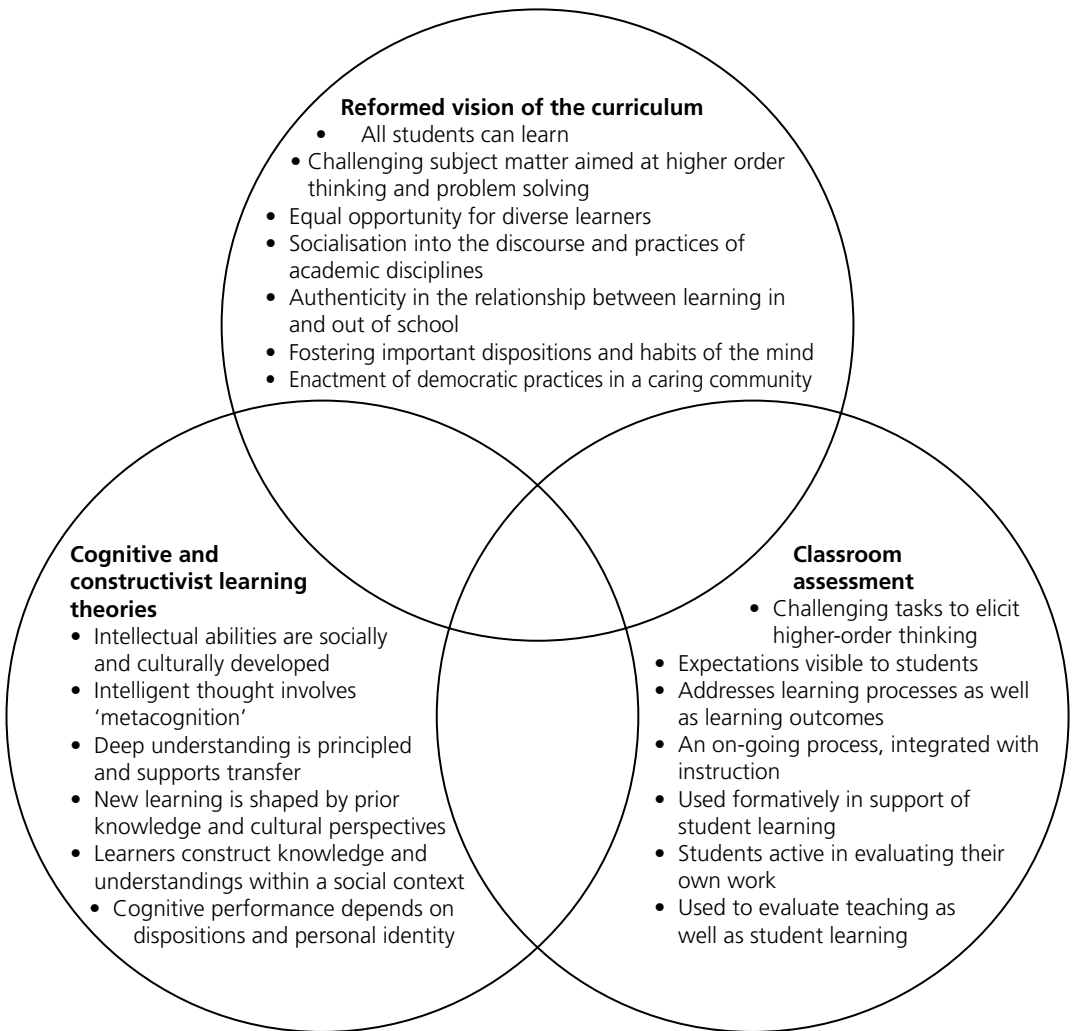 Reformed vision of the curriculum
• All students can learn
• Challenging subject matter aimed at higher order
thinking and problem solving
• Equal opportunity for diverse learners
• Socialisation into the discourse and practices of
academic disciplines
• Authenticity in the relationship between learning in
and out of school
• Fostering important dispositions and habits of the mind
• Enactment of democratic practices in a caring community
Cognitive and
constructivist learning
theories
• Intellectual abilities are socially
and culturally developed
• Intelligent thought involves
‘metacognition’
• Deep understanding is principled
and supports transfer
• New learning is shaped by prior
knowledge and cultural perspectives
• Learners construct knowledge and
understandings within a social context
• Cognitive performance depends on
dispositions and personal identity
Classroom
assessment
• Challenging tasks to elicit
higher-order thinking
• Expectations visible to students
• Addresses learning processes as well
as learning outcomes
• An on-going process, integrated with
instruction
• Used formatively in support of
student learning
• Students active in evaluating their
own work
• Used to evaluate teaching as
well as student learning